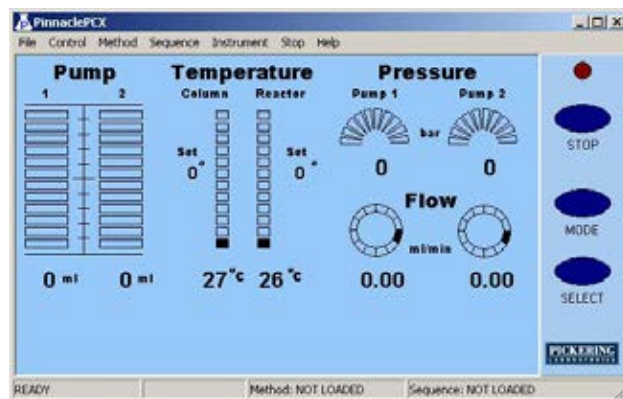 PinnaclePCX
File Control Method Sequence Instrument Stop Help
Pump Temperature Pressure
1 2 Column Reactor Pump 1 Pump 2
bar
STOP
Set Set
0° 0° 0 0
Flow
MODE
ml/min
0 ml 0 ml 27°C 26°C 0.00 0.00
SELECT
PICKERING
LABORATORIES
READY Method: NOT LOADED Sequence: NOT LOADED